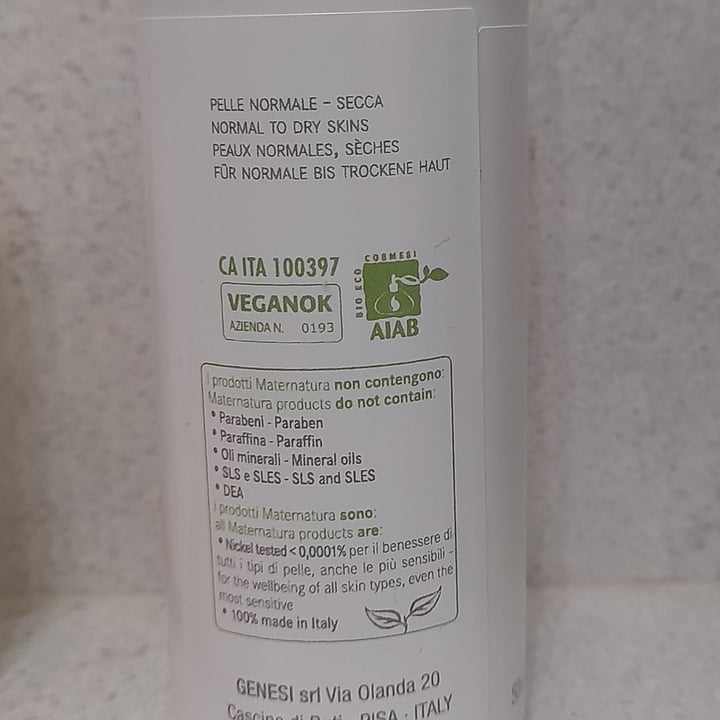 PELLE NORMALE - SECCA
NORMAL TO DRY SKINS
PEAUX NORMALES, SÈCHES
FÜR NORMALE BIS TROCKENE HAUT
CA ITA 100397
VEGANOK
AZIENDA N. 0193
COSMESI
BIO ECO
AIAB
I prodotti Maternatura non contengono:
Maternatura products do not contain:
• Parabeni - Paraben
• Paraffina - Paraffin
• Oli minerali - Mineral oils
• SLS e SLES - SLS and SLES
• DEA
i prodotti Maternatura sono:
all Maternatura products are:
• Nickel tested < 0,0001% per il benessere di
tutti i tipi di pelle, anche le più sensibili -
for the wellbeing of all skin types, even the
most sensitive
• 100% made in Italy
GENESI srl Via Olanda 20
Cascine di PISA - ITALY